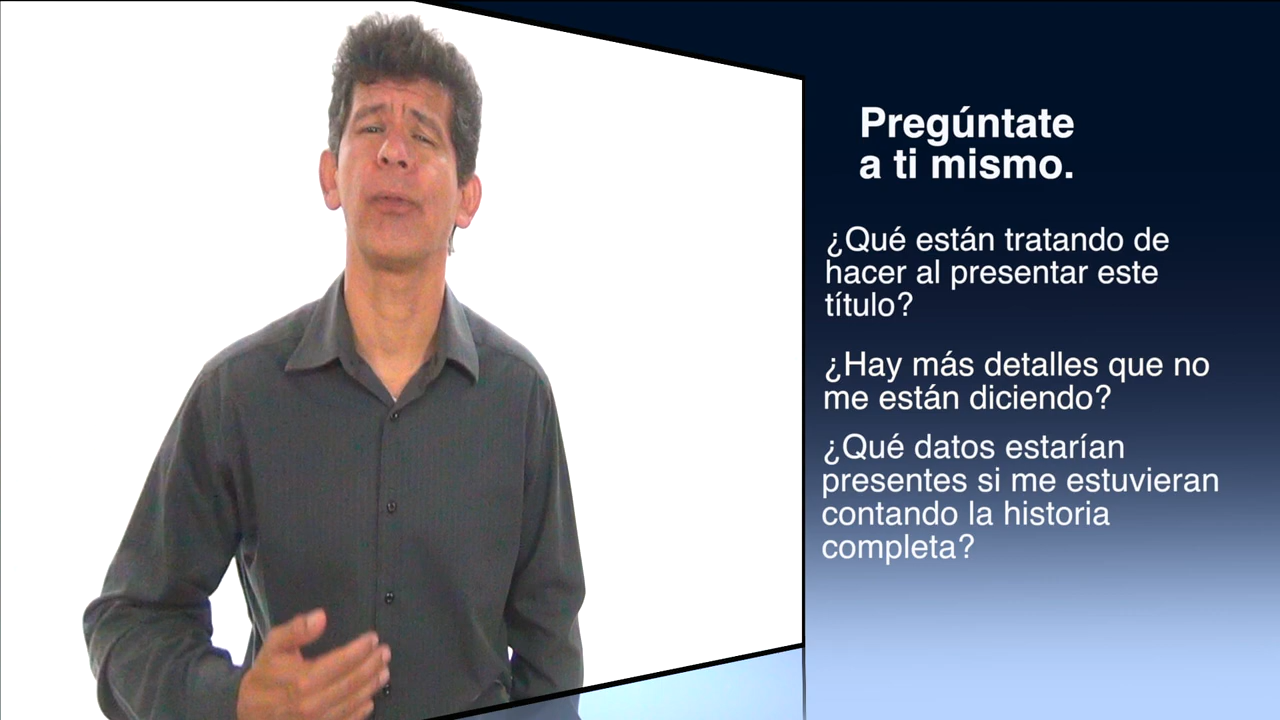 Pregúntate
a ti mismo.
¿Qué están tratando de
hacer al presentar este
título?
¿Hay más detalles que no
me están diciendo?
¿Qué datos estarían
presentes si me estuvieran
contando la historia
completa?